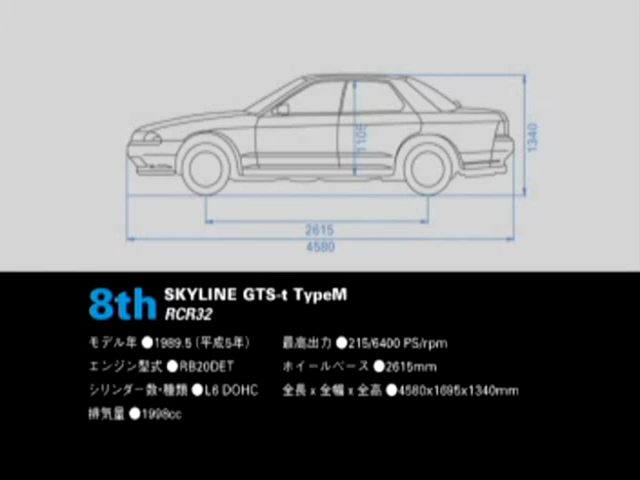 1105
1340
2615
4580
8th SKYLINE GTS-t TypeM
RCR32
モデル年 ●1989.5 (平成5年) 最高出力 ●215/6400 PS/rpm
エンジン型式 ●RB20DET ホイールベース ●2615mm
シリンダー数・種類 ●L6 DOHC 全長 x 全幅 x 全高 ●4580x1695x1340mm
排気量 ●1998cc